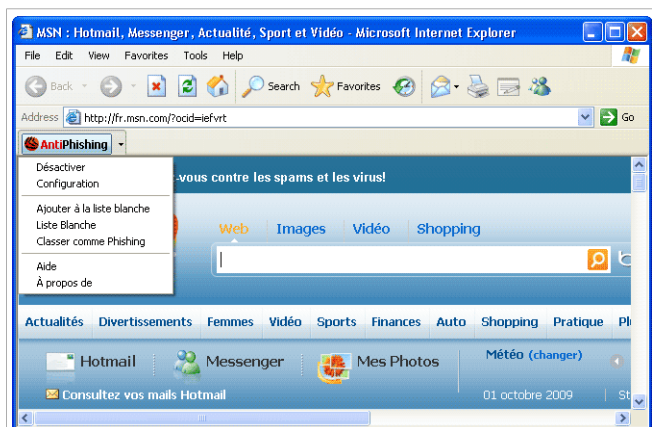 MSN : Hotmail, Messenger, Actualité, Sport et Vidéo - Microsoft Internet Explorer
File Edit View Favorites Tools Help
Back Search Favorites
Address http://fr.msn.com/?ocid=iefvrt Go
AntiPhishing
Désactiver
Configuration
Ajouter à la liste blanche
Liste Blanche
Classer comme Phishing
Aide
À propos de
-vous contre les spams et les virus!
Web Images Vidéo Shopping
Actualités Divertissements Femmes Vidéo Sports Finances Auto Shopping Pratique
Hotmail Messenger Mes Photos Météo (changer)
Consultez vos mails Hotmail 01 octobre 2009